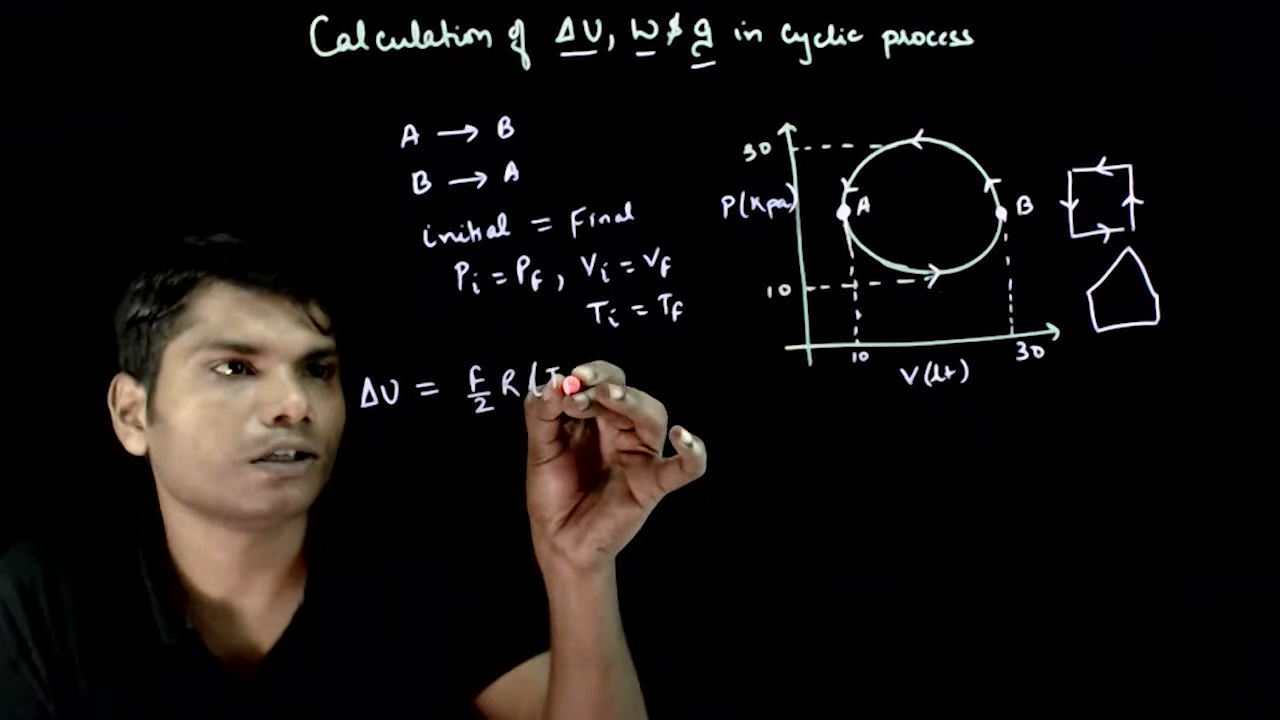 Calculation of ΔU, W & q in cyclic process
A → B
B → A
initial = Final
Pi = Pf, Vi = Vf
Ti = Tf
ΔU = f/2 R (T
30
P(Kpa)
A
B
10
10
30
V(lt)